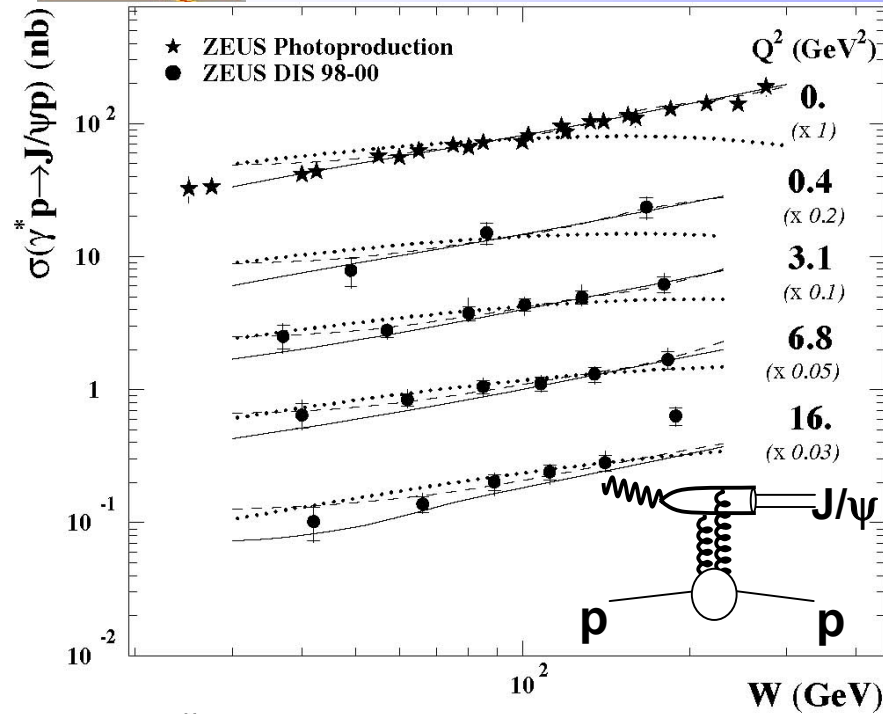 σ(γ* p→J/ψp) (nb)
★ ZEUS Photoproduction
● ZEUS DIS 98-00
Q² (GeV²)
0.
(x 1)
0.4
(x 0.2)
3.1
(x 0.1)
6.8
(x 0.05)
16.
(x 0.03)
10²
10
1
10⁻¹
10⁻²
J/ψ
p
p
10²
W (GeV)